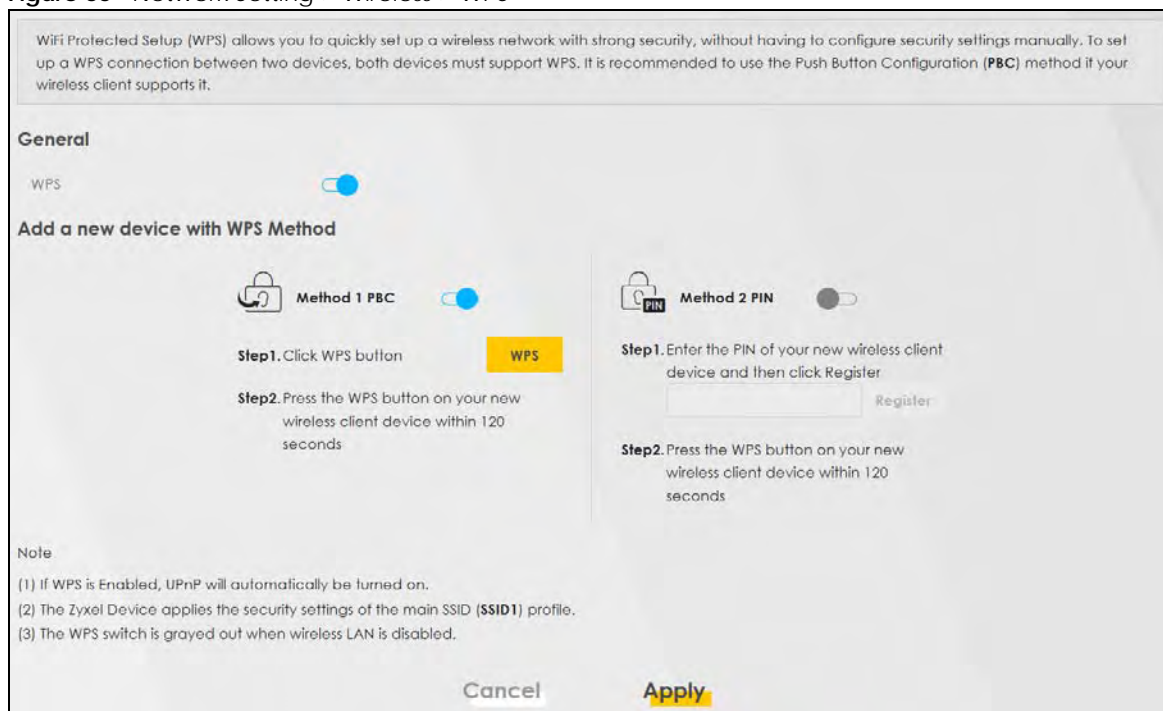 WiFi Protected Setup (WPS) allows you to quickly set up a wireless network with strong security, without having to configure security settings manually. To set
up a WPS connection between two devices, both devices must support WPS. It is recommended to use the Push Button Configuration (PBC) method if your
wireless client supports it.
General
WPS
Add a new device with WPS Method
Method 1 PBC
Step1. Click WPS button
WPS
Step2. Press the WPS button on your new
wireless client device within 120
seconds
PIN
Method 2 PIN
Step1. Enter the PIN of your new wireless client
device and then click Register
Register
Step2. Press the WPS button on your new
wireless client device within 120
seconds
Note
(1) If WPS is Enabled, UPnP will automatically be turned on.
(2) The Zyxel Device applies the security settings of the main SSID (SSID1) profile.
(3) The WPS switch is grayed out when wireless LAN is disabled.
Cancel
Apply